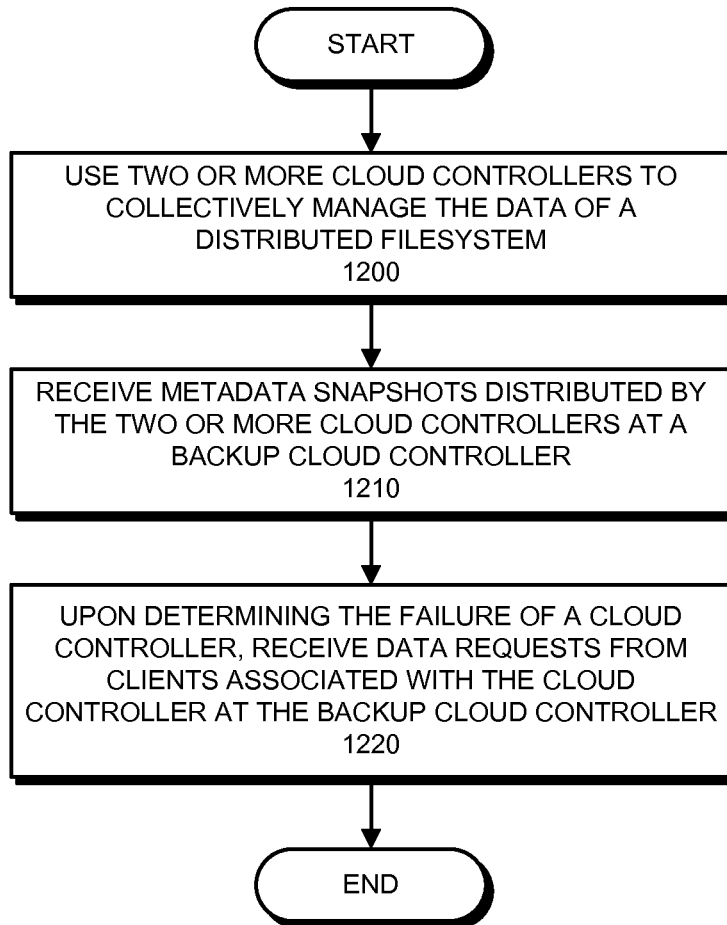 START
USE TWO OR MORE CLOUD CONTROLLERS TO
COLLECTIVELY MANAGE THE DATA OF A
DISTRIBUTED FILESYSTEM
1200
RECEIVE METADATA SNAPSHOTS DISTRIBUTED BY
THE TWO OR MORE CLOUD CONTROLLERS AT A
BACKUP CLOUD CONTROLLER
1210
UPON DETERMINING THE FAILURE OF A CLOUD
CONTROLLER, RECEIVE DATA REQUESTS FROM
CLIENTS ASSOCIATED WITH THE CLOUD
CONTROLLER AT THE BACKUP CLOUD CONTROLLER
1220
END